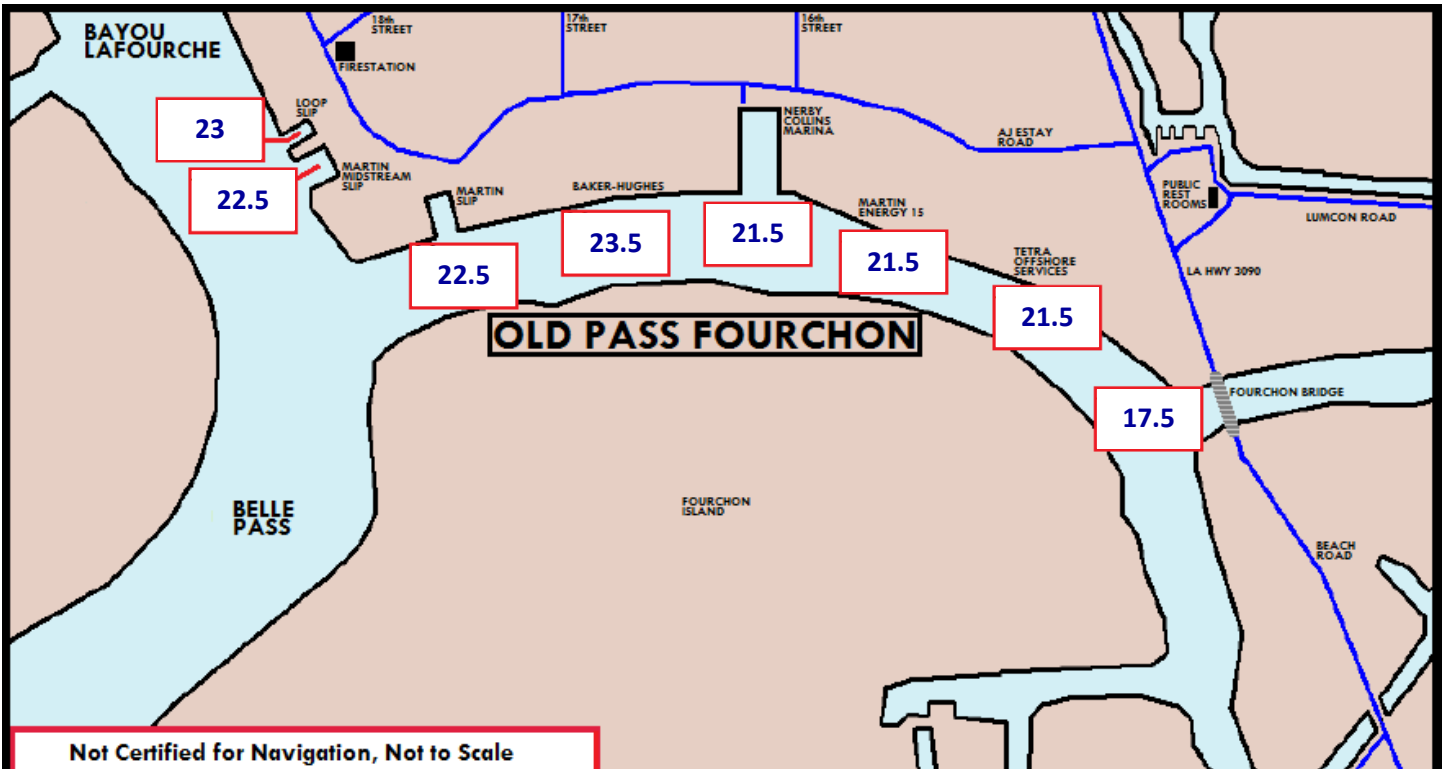 BAYOU
LAFOURCHE
18th
STREET
17th
STREET
16th
STREET
FIRESTATION
LOOP
SLIP
23
NERBY
COLLINS
MARINA
AJ ESTAY
ROAD
MARTIN
MIDSTREAM
SLIP
22.5
MARTIN
SLIP
BAKER-HUGHES
PUBLIC
REST
ROOMS
LUMCON ROAD
MARTIN
ENERGY 15
22.5
23.5
21.5
21.5
TETRA
OFFSHORE
SERVICES
LA HWY 3090
21.5
OLD PASS FOURCHON
17.5
FOURCHON BRIDGE
BELLE
PASS
FOURCHON
ISLAND
BEACH
ROAD
Not Certified for Navigation, Not to Scale